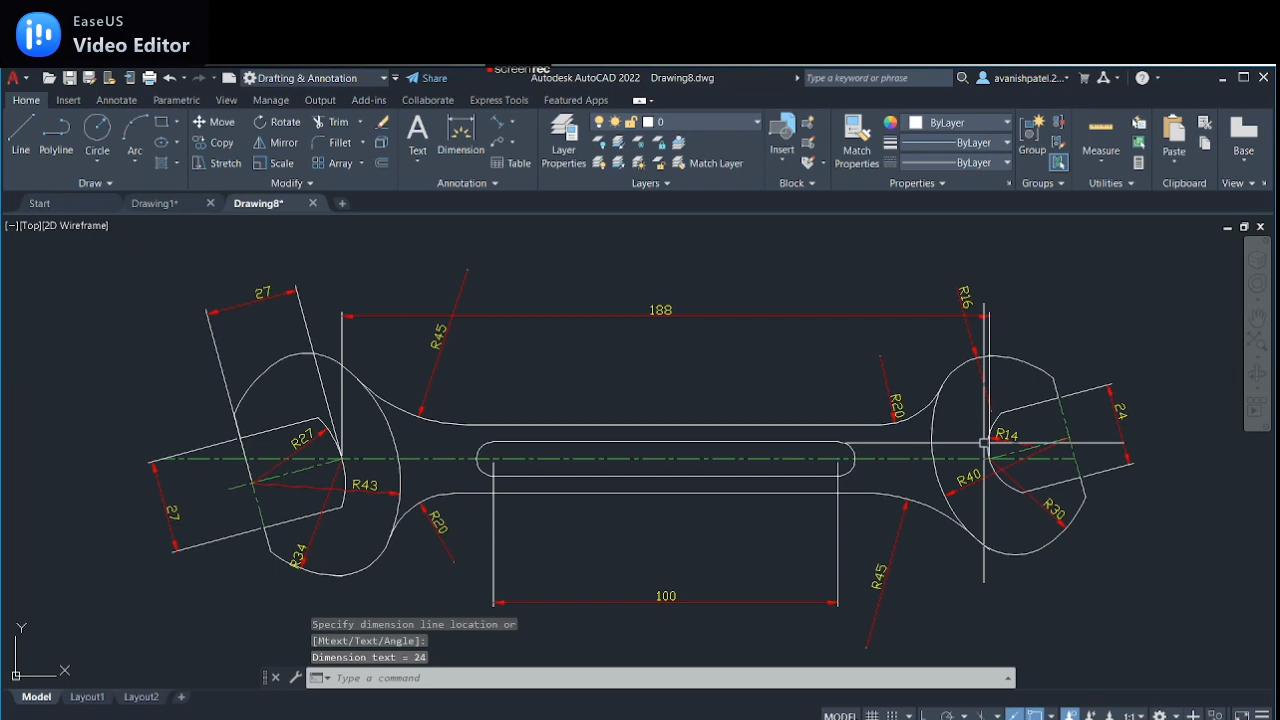 EaseUS
Video Editor
screenrec
Drafting & Annotation
Share
Autodesk AutoCAD 2022 Drawing8.dwg
Type a keyword or phrase
avanishpatel.2...
Home Insert Annotate Parametric View Manage Output Add-ins Collaborate Express Tools Featured Apps
Line Polyline Circle Arc
Move Rotate Trim
Copy Mirror Fillet
Stretch Scale Array
Text Dimension Table
Layer Properties
0
Match Layer
Insert
Match Properties
ByLayer
ByLayer
ByLayer
Group
Measure
Paste
Base
Draw Modify Annotation Layers Block Properties Groups Utilities Clipboard View
Start Drawing1* Drawing8*
[−][Top][2D Wireframe]
27
188
R45
R16
R20
24
R27
R14
R43
R40
27
R20
R30
R34
R45
100
Specify dimension line location or
[Mtext/Text/Angle]:
Dimension text = 24
Type a command
Y
X
Model Layout1 Layout2
MODEL
1:1